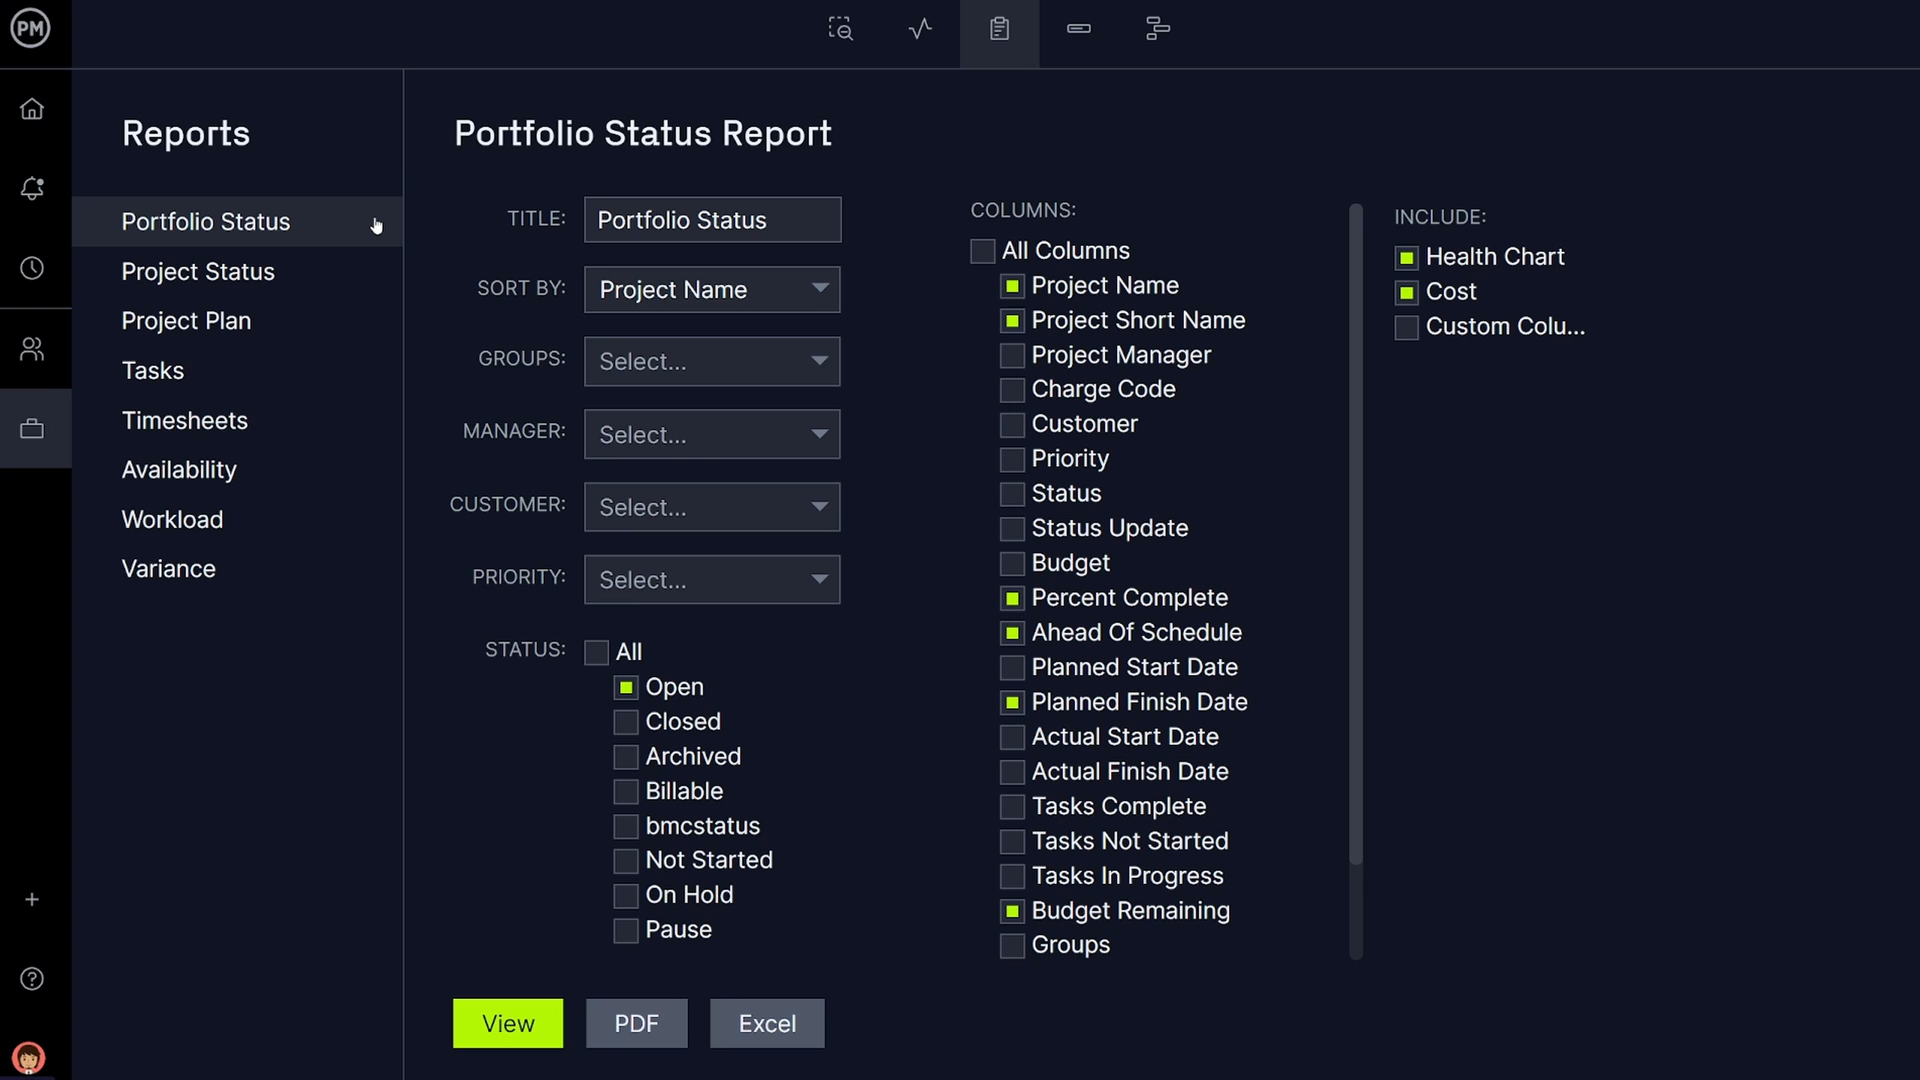 PM
Reports
Portfolio Status
Project Status
Project Plan
Tasks
Timesheets
Availability
Workload
Variance
Portfolio Status Report
TITLE: Portfolio Status
SORT BY: Project Name
GROUPS: Select...
MANAGER: Select...
CUSTOMER: Select...
PRIORITY: Select...
STATUS: All
Open
Closed
Archived
Billable
bmcstatus
Not Started
On Hold
Pause
COLUMNS:
All Columns
Project Name
Project Short Name
Project Manager
Charge Code
Customer
Priority
Status
Status Update
Budget
Percent Complete
Ahead Of Schedule
Planned Start Date
Planned Finish Date
Actual Start Date
Actual Finish Date
Tasks Complete
Tasks Not Started
Tasks In Progress
Budget Remaining
Groups
INCLUDE:
Health Chart
Cost
Custom Colu...
View PDF Excel